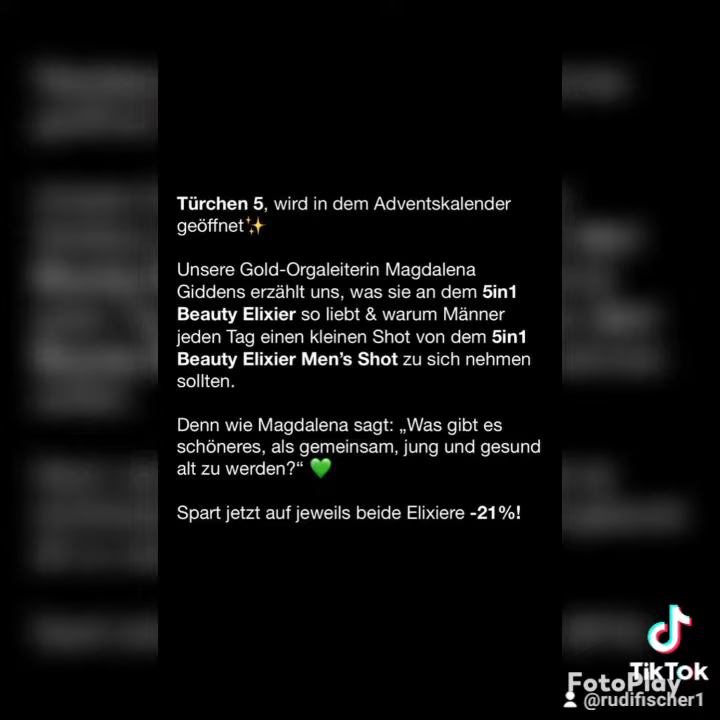 Türchen 5, wird in dem Adventskalender
geöffnet✨
Unsere Gold-Orgaleiterin Magdalena
Giddens erzählt uns, was sie an dem 5in1
Beauty Elixier so liebt & warum Männer
jeden Tag einen kleinen Shot von dem 5in1
Beauty Elixier Men’s Shot zu sich nehmen
sollten.
Denn wie Magdalena sagt: „Was gibt es
schöneres, als gemeinsam, jung und gesund
alt zu werden?“ 💚
Spart jetzt auf jeweils beide Elixiere -21%!
TikTok
FotoPlay
@rudifischer1